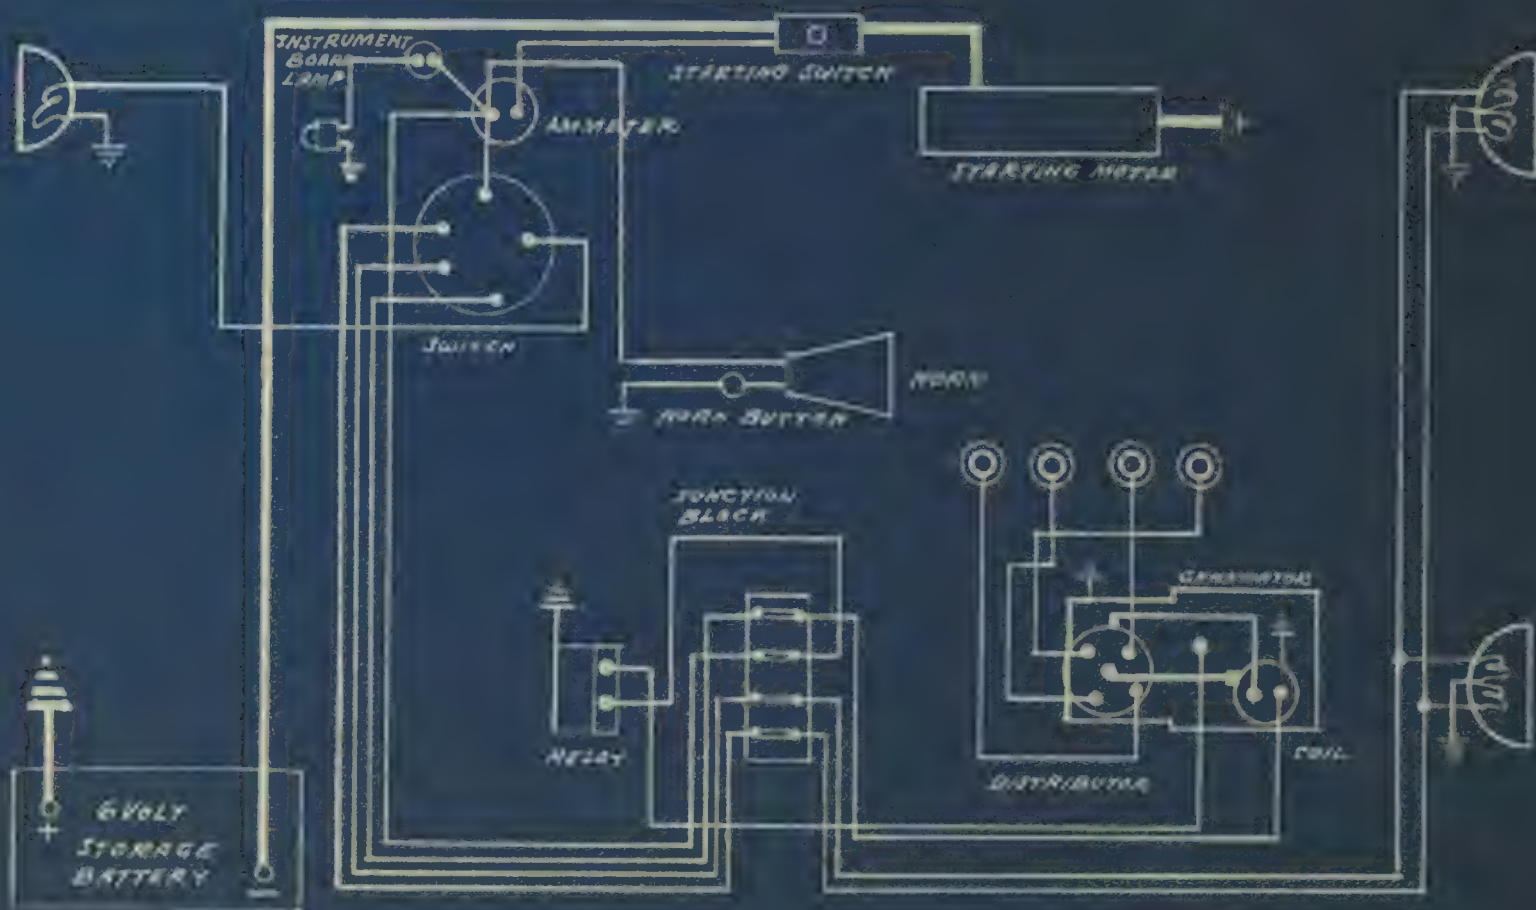 INSTRUMENT
BOARD
LAMP
STARTING SWITCH
AMMETER
STARTING MOTOR
SWITCH
HORN
HORN BUTTON
JUNCTION
BLOCK
GENERATOR
RELAY
COIL
DISTRIBUTOR
+
6 VOLT
STORAGE
BATTERY
-